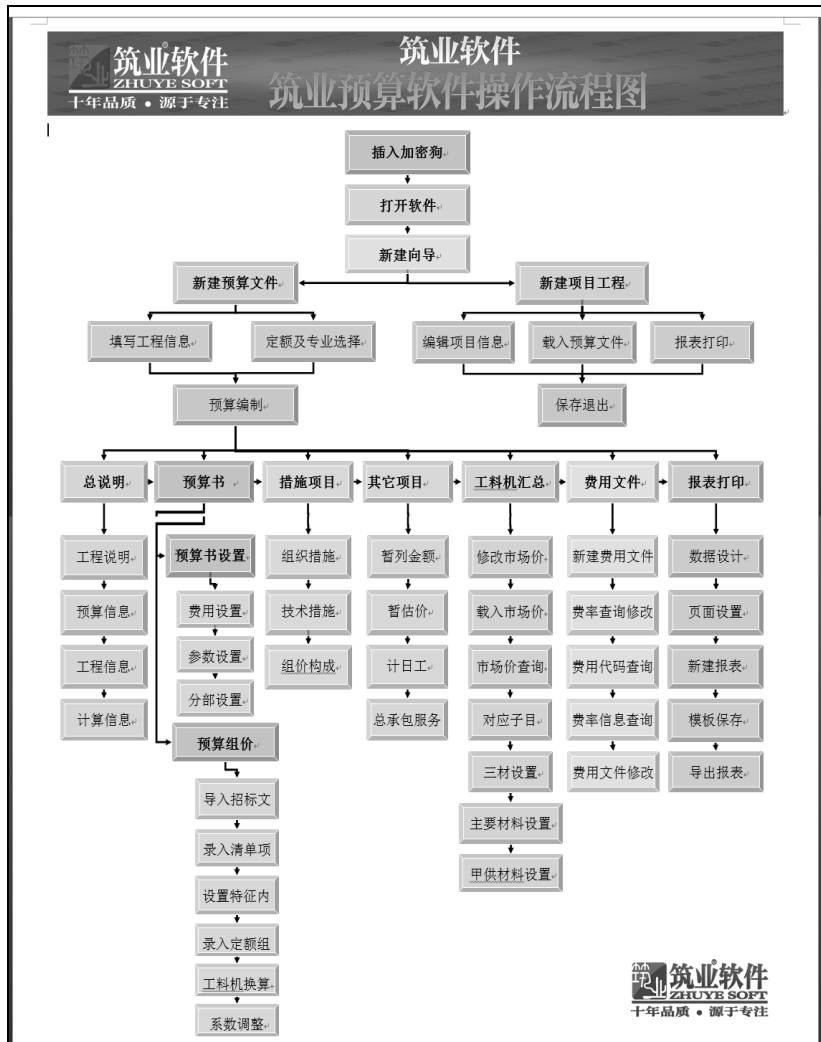 筑业软件
ZHUYE SOFT
十年品质 • 源于专注
筑业软件
筑业预算软件操作流程图
插入加密狗
打开软件
新建向导
新建预算文件
新建项目工程
填写工程信息
定额及专业选择
编辑项目信息
载入预算文件
报表打印
预算编制
保存退出
总说明
预算书
措施项目
其它项目
工料机汇总
费用文件
报表打印
工程说明
预算信息
工程信息
计算信息
预算书设置
费用设置
参数设置
分部设置
预算组价
导入招标文
录入清单项
设置特征内
录入定额组
工料机换算
系数调整
组织措施
技术措施
组价构成
暂列金额
暂估价
计日工
总承包服务
修改市场价
载入市场价
市场价查询
对应子目
三材设置
主要材料设置
甲供材料设置
新建费用文件
费率查询修改
费用代码查询
费率信息查询
费用文件修改
数据设计
页面设置
新建报表
模板保存
导出报表
筑业软件
ZHUYE SOFT
十年品质 • 源于专注